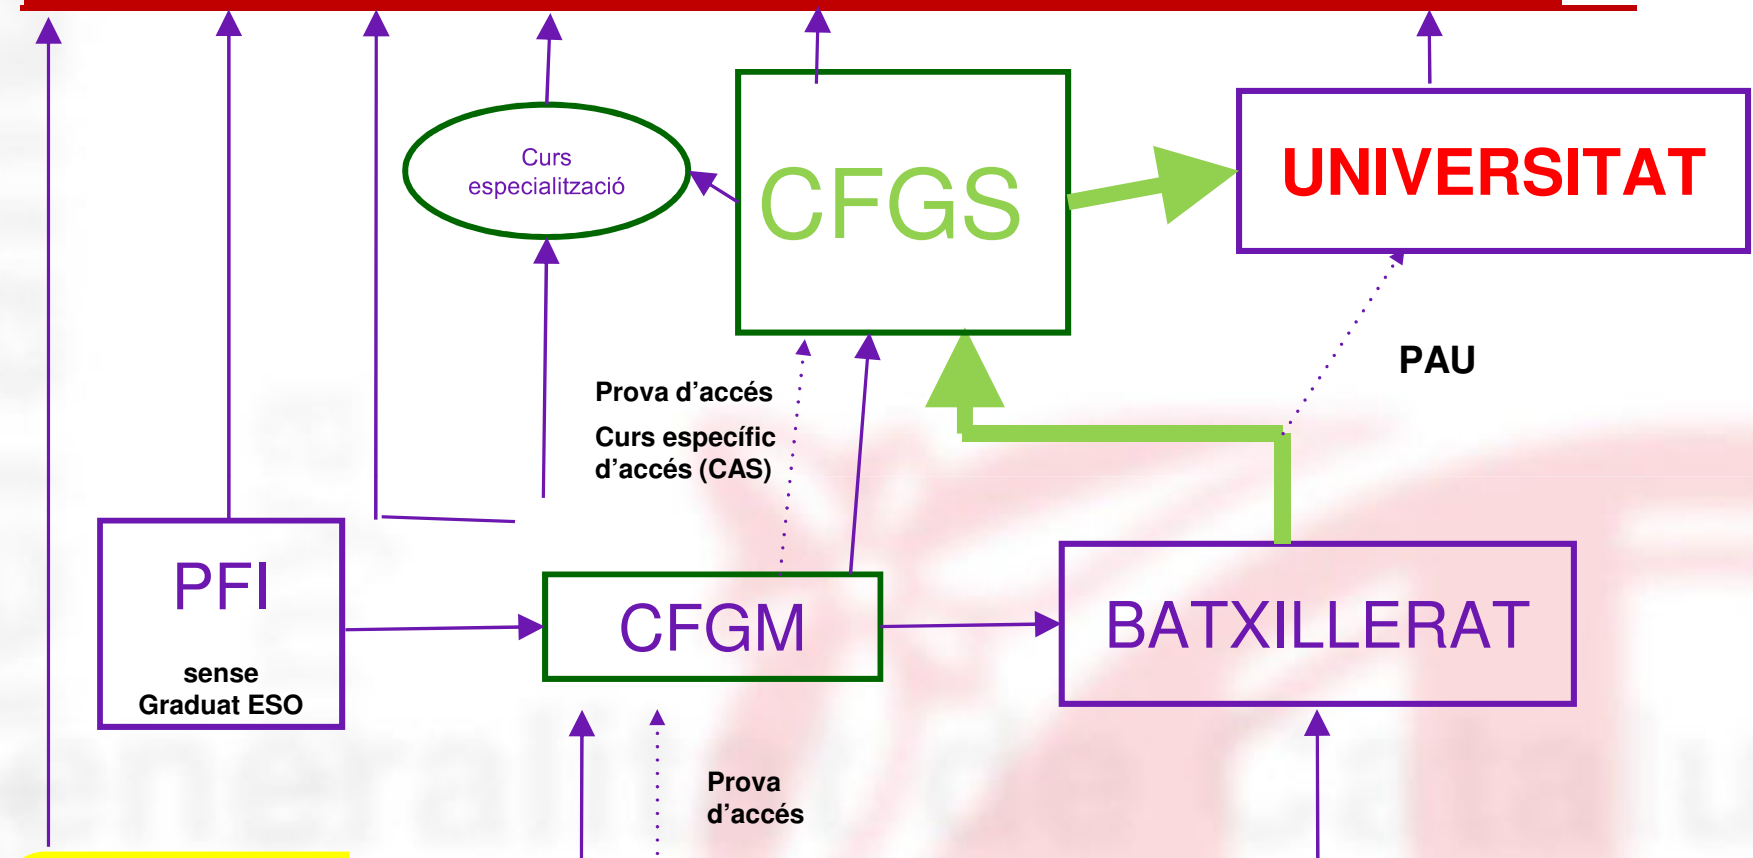 Curs
especialització
CFGS
UNIVERSITAT
PAU
Prova d'accés
Curs específic
d'accés (CAS)
PFI
sense
Graduat ESO
CFGM
BATXILLERAT
Prova
d'accés